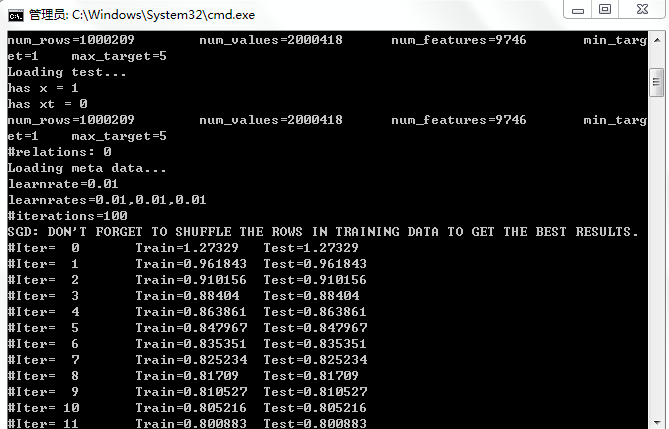 管理员: C:\Windows\System32\cmd.exe
num_rows=1000209 num_values=2000418 num_features=9746 min_targ
et=1 max_target=5
Loading test...
has x = 1
has xt = 0
num_rows=1000209 num_values=2000418 num_features=9746 min_targ
et=1 max_target=5
#relations: 0
Loading meta data...
learnrate=0.01
learnrates=0.01,0.01,0.01
#iterations=100
SGD: DON'T FORGET TO SHUFFLE THE ROWS IN TRAINING DATA TO GET THE BEST RESULTS.
#Iter= 0 Train=1.27329 Test=1.27329
#Iter= 1 Train=0.961843 Test=0.961843
#Iter= 2 Train=0.910156 Test=0.910156
#Iter= 3 Train=0.88404 Test=0.88404
#Iter= 4 Train=0.863861 Test=0.863861
#Iter= 5 Train=0.847967 Test=0.847967
#Iter= 6 Train=0.835351 Test=0.835351
#Iter= 7 Train=0.825234 Test=0.825234
#Iter= 8 Train=0.81709 Test=0.81709
#Iter= 9 Train=0.810527 Test=0.810527
#Iter= 10 Train=0.805216 Test=0.805216
#Iter= 11 Train=0.800883 Test=0.800883